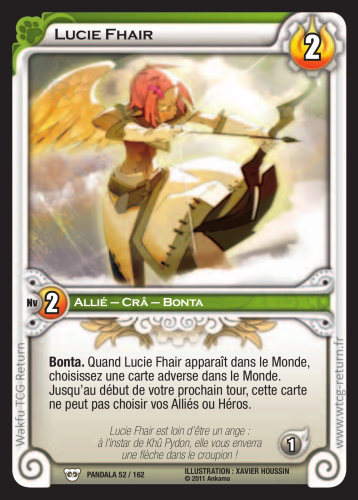 Lucie Fhair
2
Nv 2 Allié – Crâ – Bonta
Bonta. Quand Lucie Fhair apparaît dans le Monde,
choisissez une carte adverse dans le Monde.
Jusqu'au début de votre prochain tour, cette carte
ne peut pas choisir vos Alliés ou Héros.
Lucie Fhair est loin d'être un ange :
à l'instar de Khû Pydon, elle vous enverra
une flèche dans le croupion !
1
PANDALA 52 / 162
ILLUSTRATION : XAVIER HOUSSIN
© 2011 Ankama
Wakfu TCG Return
www.wtcg-return.fr